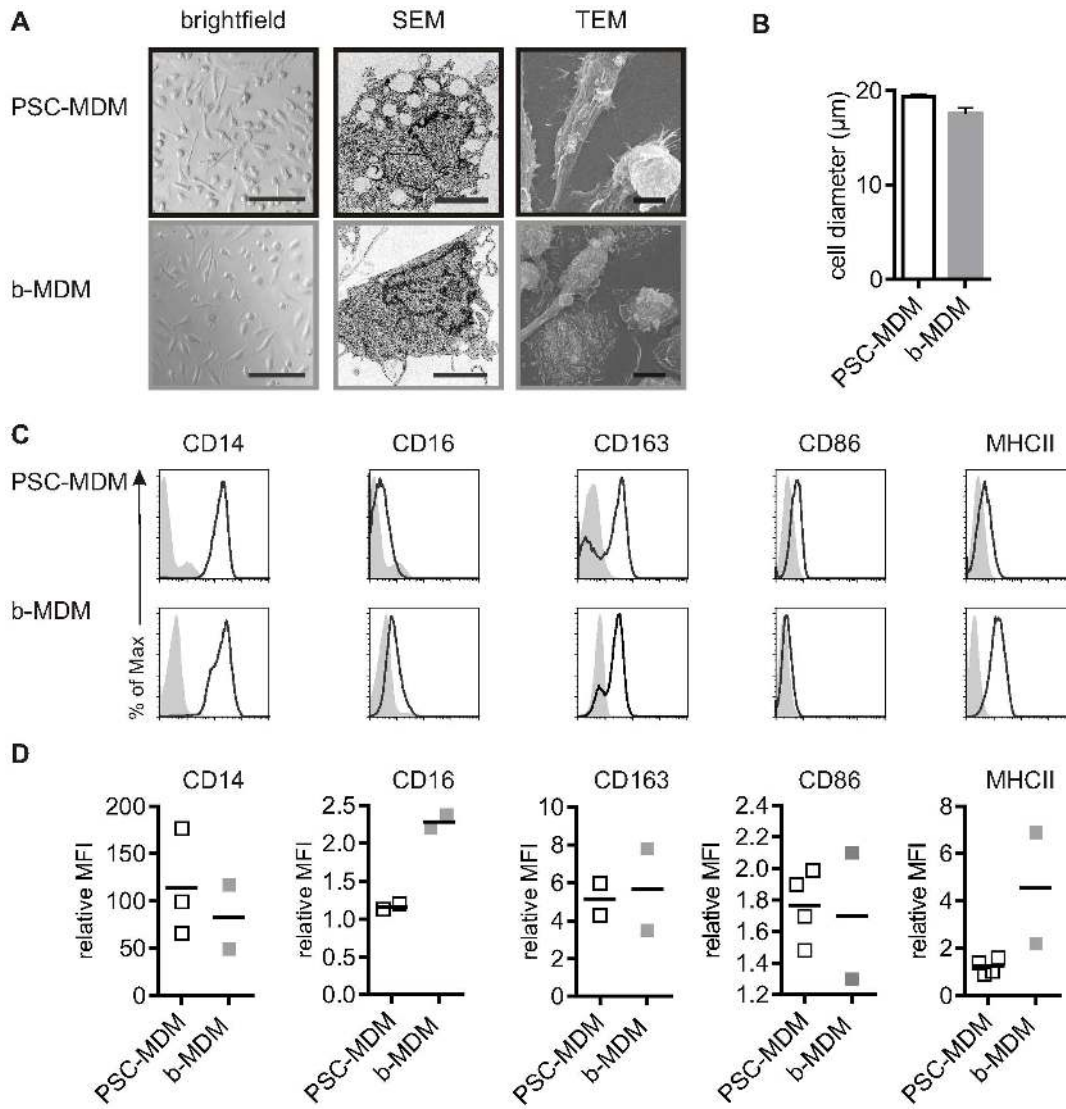 A
brightfield
SEM
TEM
PSC-MDM
b-MDM
B
cell diameter (µm)
20
10
0
PSC-MDM
b-MDM
C
CD14
CD16
CD163
CD86
MHCII
PSC-MDM
b-MDM
% of Max
D
CD14
relative MFI
200
150
100
50
0
PSC-MDM
b-MDM
CD16
relative MFI
2.5
2.0
1.5
1.0
0.5
0.0
PSC-MDM
b-MDM
CD163
relative MFI
10
8
6
4
2
0
PSC-MDM
b-MDM
CD86
relative MFI
2.4
2.2
2.0
1.8
1.6
1.4
1.2
PSC-MDM
b-MDM
MHCII
relative MFI
8
6
4
2
0
PSC-MDM
b-MDM